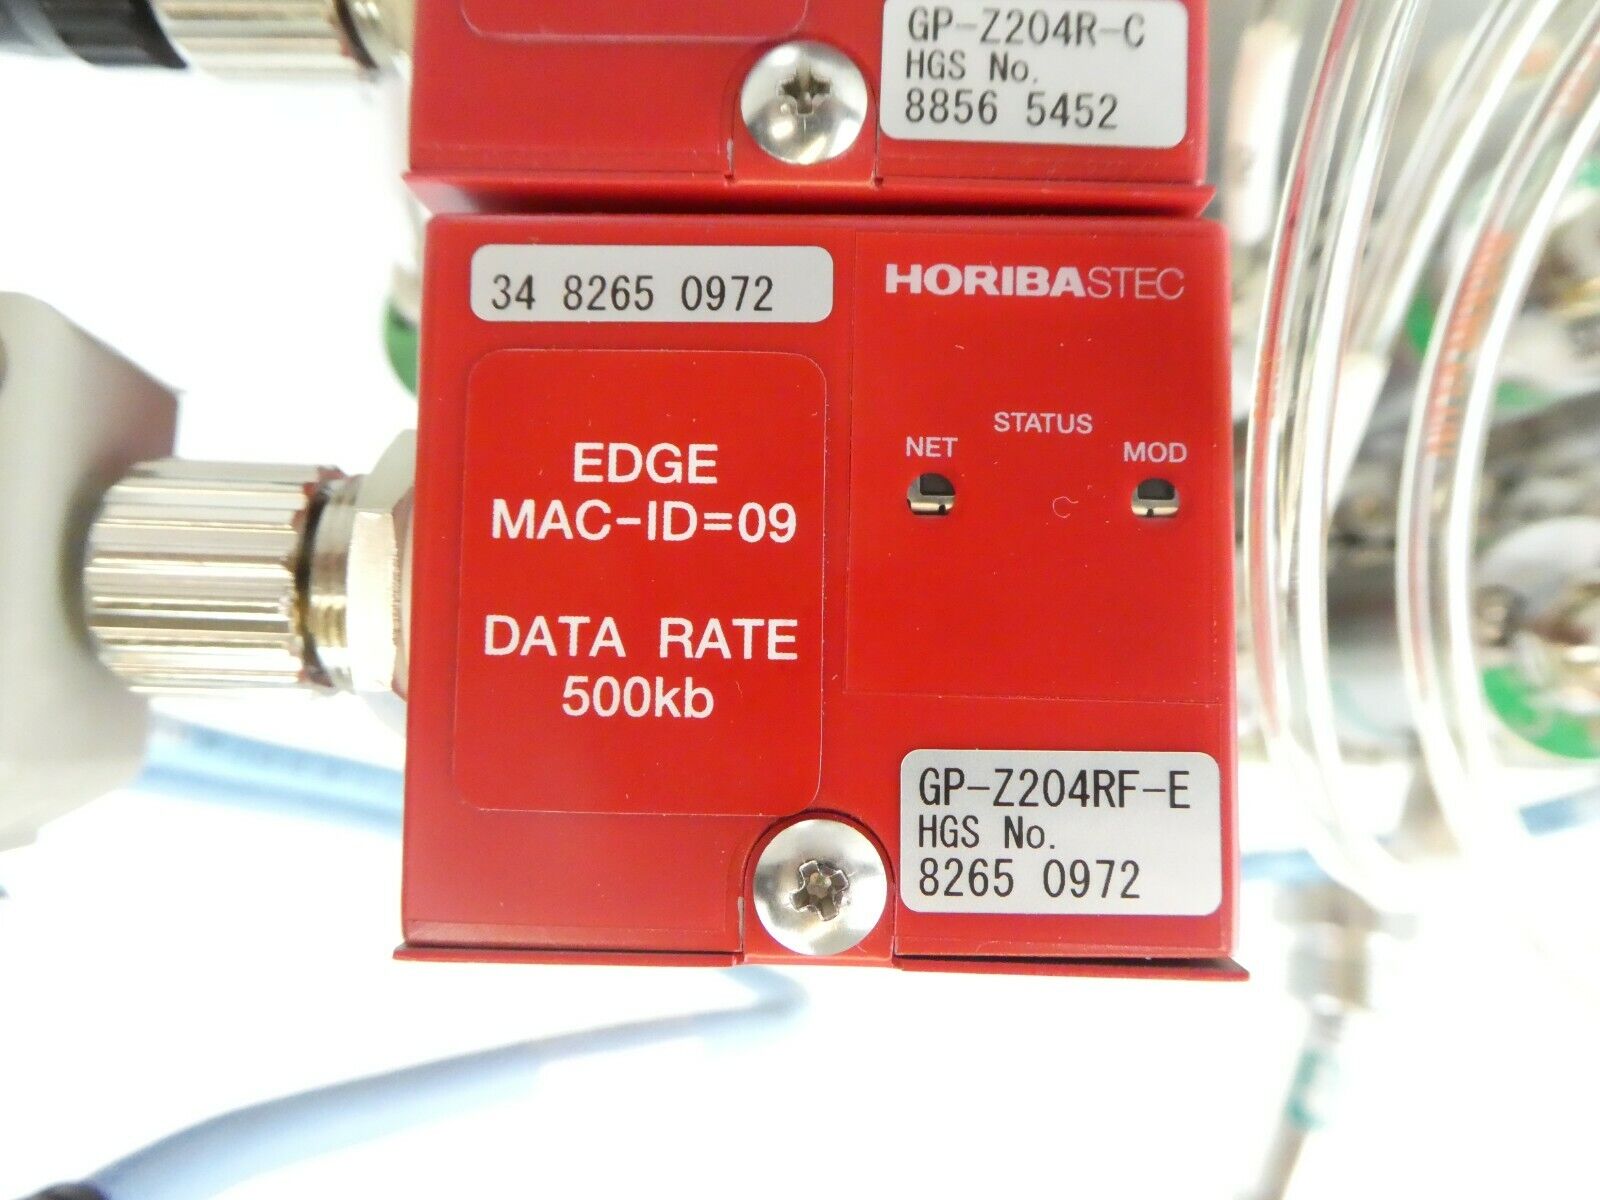 GP-Z204R-C
HGS No.
8856 5452
34 8265 0972
HORIBASTEC
STATUS
NET
MOD
EDGE
MAC-ID=09
DATA RATE
500kb
GP-Z204RF-E
HGS No.
8265 0972